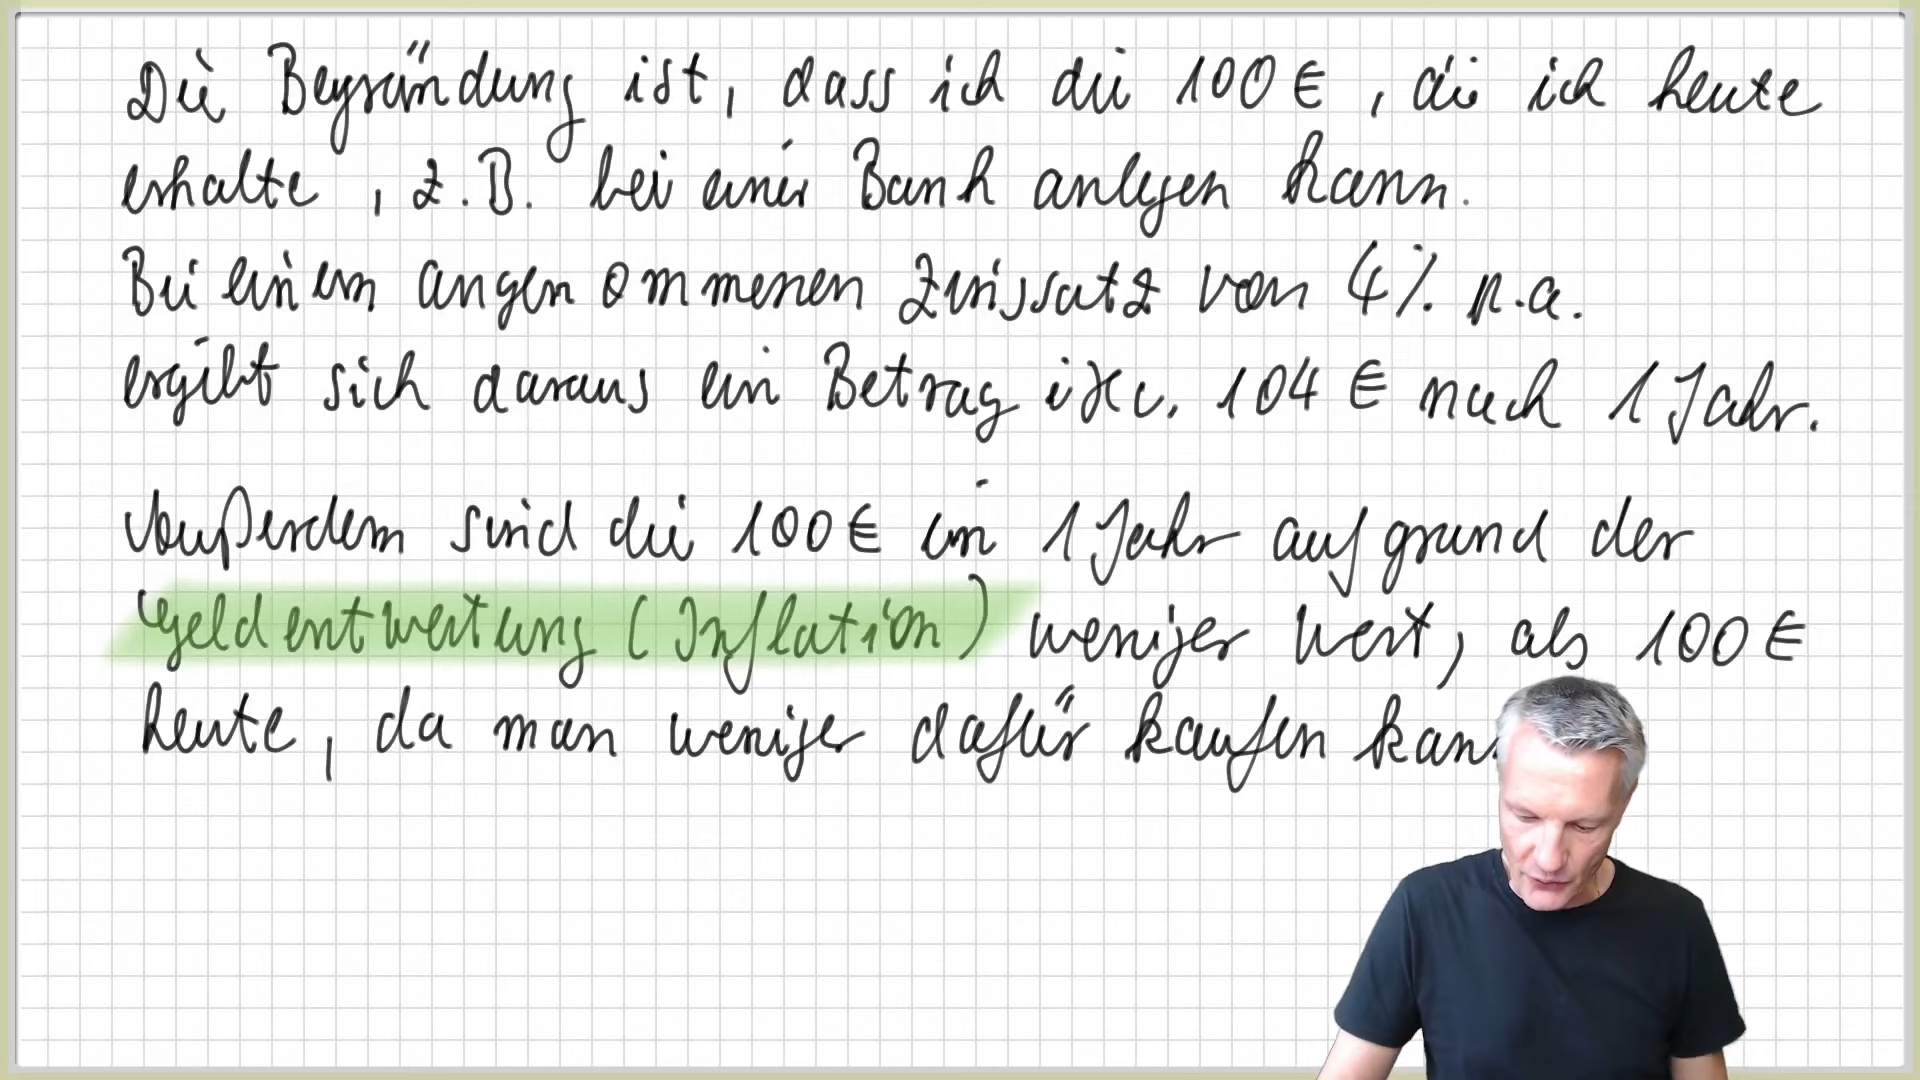 Die Begründung ist, dass ich die 100 €, die ich heute
erhalte, z.B. bei einer Bank anlegen kann.
Bei einem angenommenen Zinssatz von 4% p.a.
ergibt sich daraus ein Betrag i.H.v. 104 € nach 1 Jahr.
Außerdem sind die 100 € in 1 Jahr aufgrund der
Geldentwertung (Inflation) weniger wert, als 100 €
heute, da man weniger dafür kaufen